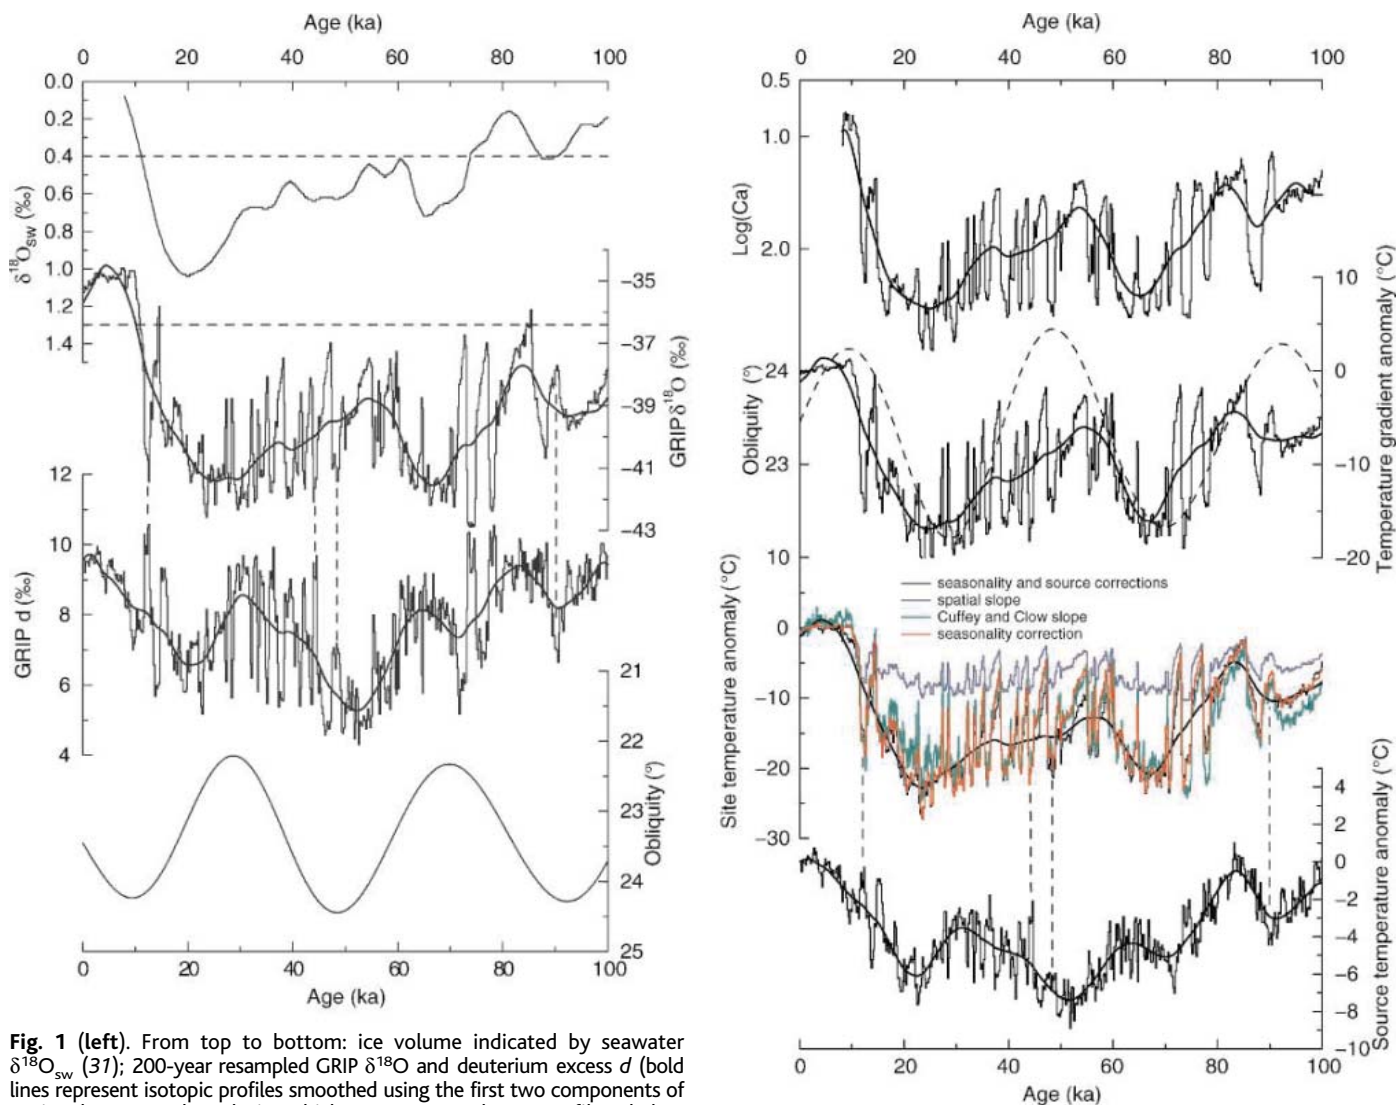 Age (ka)
0 20 40 60 80 100
0.0
0.2
0.4
0.6
0.8
1.0
1.2
1.4
δ¹⁸O_sw (‰)
−35
−37
−39
−41
−43
GRIP δ¹⁸O (‰)
12
10
8
6
4
GRIP d (‰)
21
22
23
24
25
Obliquity (°)
0 20 40 60 80 100
Age (ka)
Fig. 1 (left). From top to bottom: ice volume indicated by seawater
δ¹⁸O_sw (31); 200-year resampled GRIP δ¹⁸O and deuterium excess d (bold
lines represent isotopic profiles smoothed using the first two components of
Age (ka)
0 20 40 60 80 100
0.5
1.0
2.0
Log(Ca)
10
0
−10
−20
Temperature gradient anomaly (°C)
24
23
Obliquity (°)
10
0
−10
−20
−30
Site temperature anomaly (°C)
seasonality and source corrections
spatial slope
Cuffey and Clow slope
seasonality correction
4
2
0
−2
−4
−6
−8
−10
Source temperature anomaly (°C)
0 20 40 60 80 100
Age (ka)